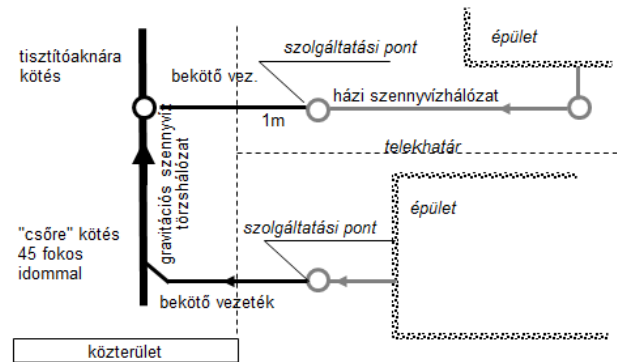 tisztítóaknára
kötés
bekötő vez.
szolgáltatási pont
épület
házi szennyvízhálózat
1m
gravitációs szennyvíz
törzshálózat
telekhatár
épület
szolgáltatási pont
"csőre" kötés
45 fokos
idommal
bekötő vezeték
közterület